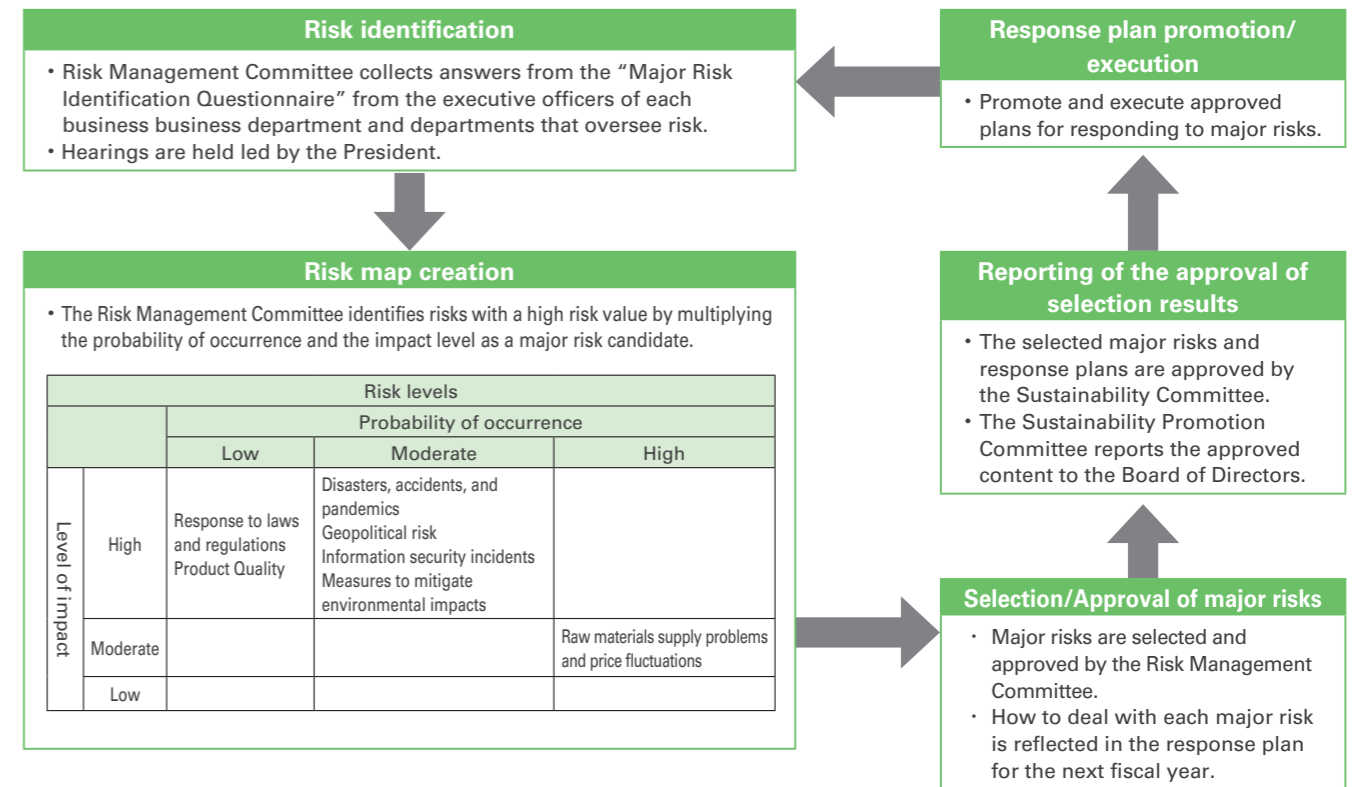 Risk identification
• Risk Management Committee collects answers from the “Major Risk
Identification Questionnaire” from the executive officers of each
business business department and departments that oversee risk.
• Hearings are held led by the President.
Risk map creation
• The Risk Management Committee identifies risks with a high risk value by multiplying
the probability of occurrence and the impact level as a major risk candidate.
Risk levels
Probability of occurrence
Low
Moderate
High
Level of impact
High
Response to laws
and regulations
Product Quality
Disasters, accidents, and
pandemics
Geopolitical risk
Information security incidents
Measures to mitigate
environmental impacts
Moderate
Raw materials supply problems
and price fluctuations
Low
Selection/Approval of major risks
· Major risks are selected and
approved by the Risk Management
Committee.
· How to deal with each major risk
is reflected in the response plan
for the next fiscal year.
Reporting of the approval of
selection results
• The selected major risks and
response plans are approved by
the Sustainability Committee.
• The Sustainability Promotion
Committee reports the approved
content to the Board of Directors.
Response plan promotion/
execution
• Promote and execute approved
plans for responding to major risks.